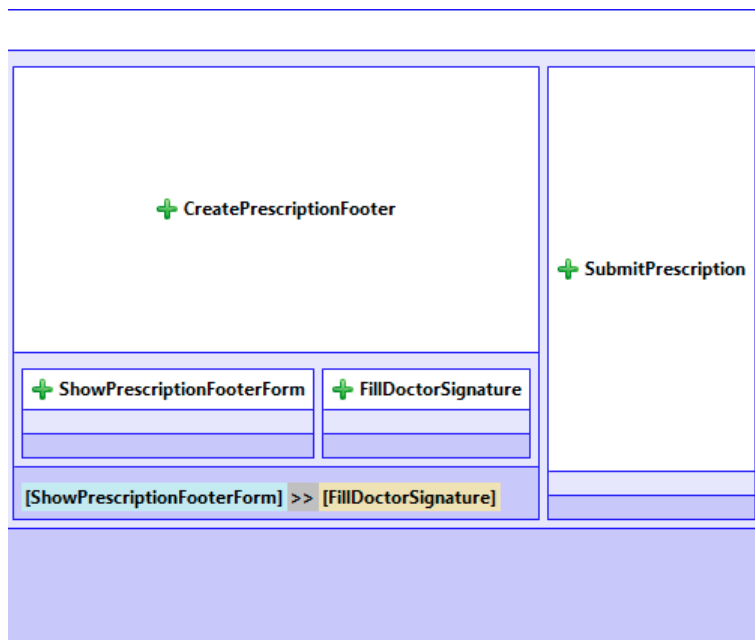 CreatePrescriptionFooter
SubmitPrescription
ShowPrescriptionFooterForm
FillDoctorSignature
[ShowPrescriptionFooterForm] >> [FillDoctorSignature]